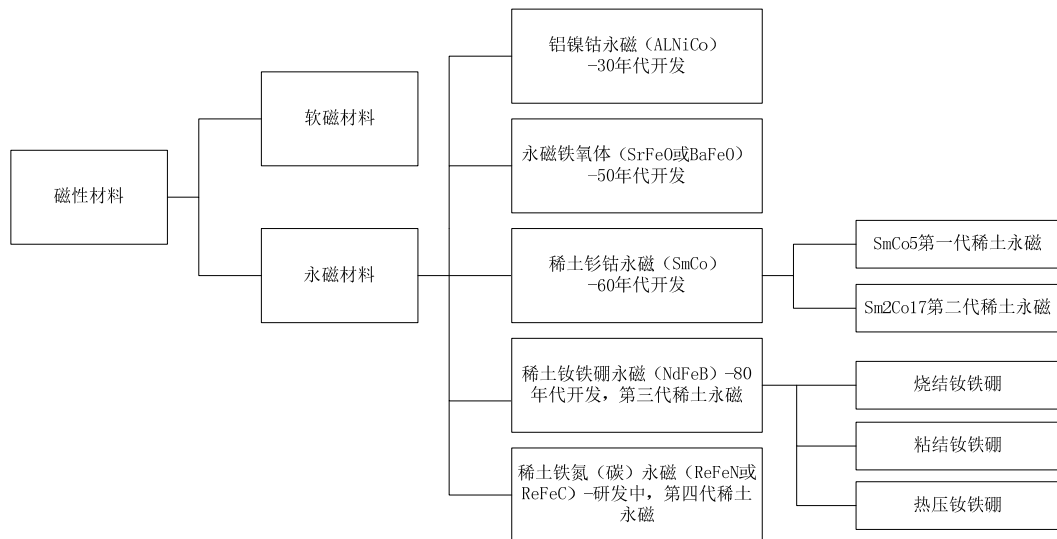 磁性材料
软磁材料
永磁材料
铝镍钴永磁（ALNiCo）
-30年代开发
永磁铁氧体（SrFeO或BaFeO）
-50年代开发
稀土钐钴永磁（SmCo）
-60年代开发
稀土钕铁硼永磁（NdFeB）-80
年代开发，第三代稀土永磁
稀土铁氮（碳）永磁（ReFeN或
ReFeC）-研发中，第四代稀土
永磁
SmCo5第一代稀土永磁
Sm2Co17第二代稀土永磁
烧结钕铁硼
粘结钕铁硼
热压钕铁硼